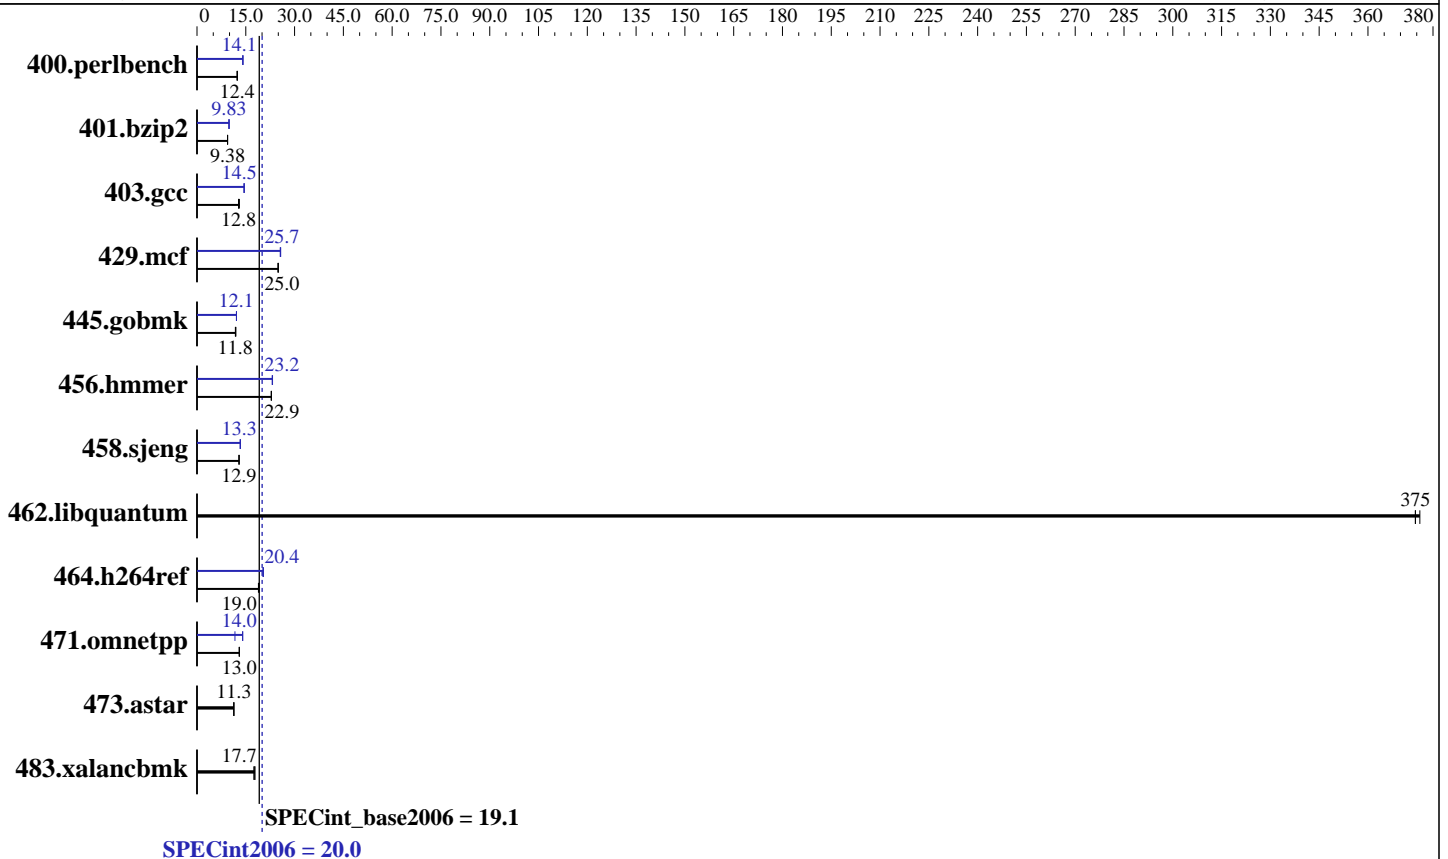 0 15.0 30.0 45.0 60.0 75.0 90.0 105 120 135 150 165 180 195 210 225 240 255 270 285 300 315 330 345 360 380
14.1
400.perlbench
12.4
9.83
401.bzip2
9.38
14.5
403.gcc
12.8
25.7
429.mcf
25.0
12.1
445.gobmk
11.8
23.2
456.hmmer
22.9
13.3
458.sjeng
12.9
375
462.libquantum
20.4
464.h264ref
19.0
14.0
471.omnetpp
13.0
11.3
473.astar
17.7
483.xalancbmk
SPECint_base2006 = 19.1
SPECint2006 = 20.0